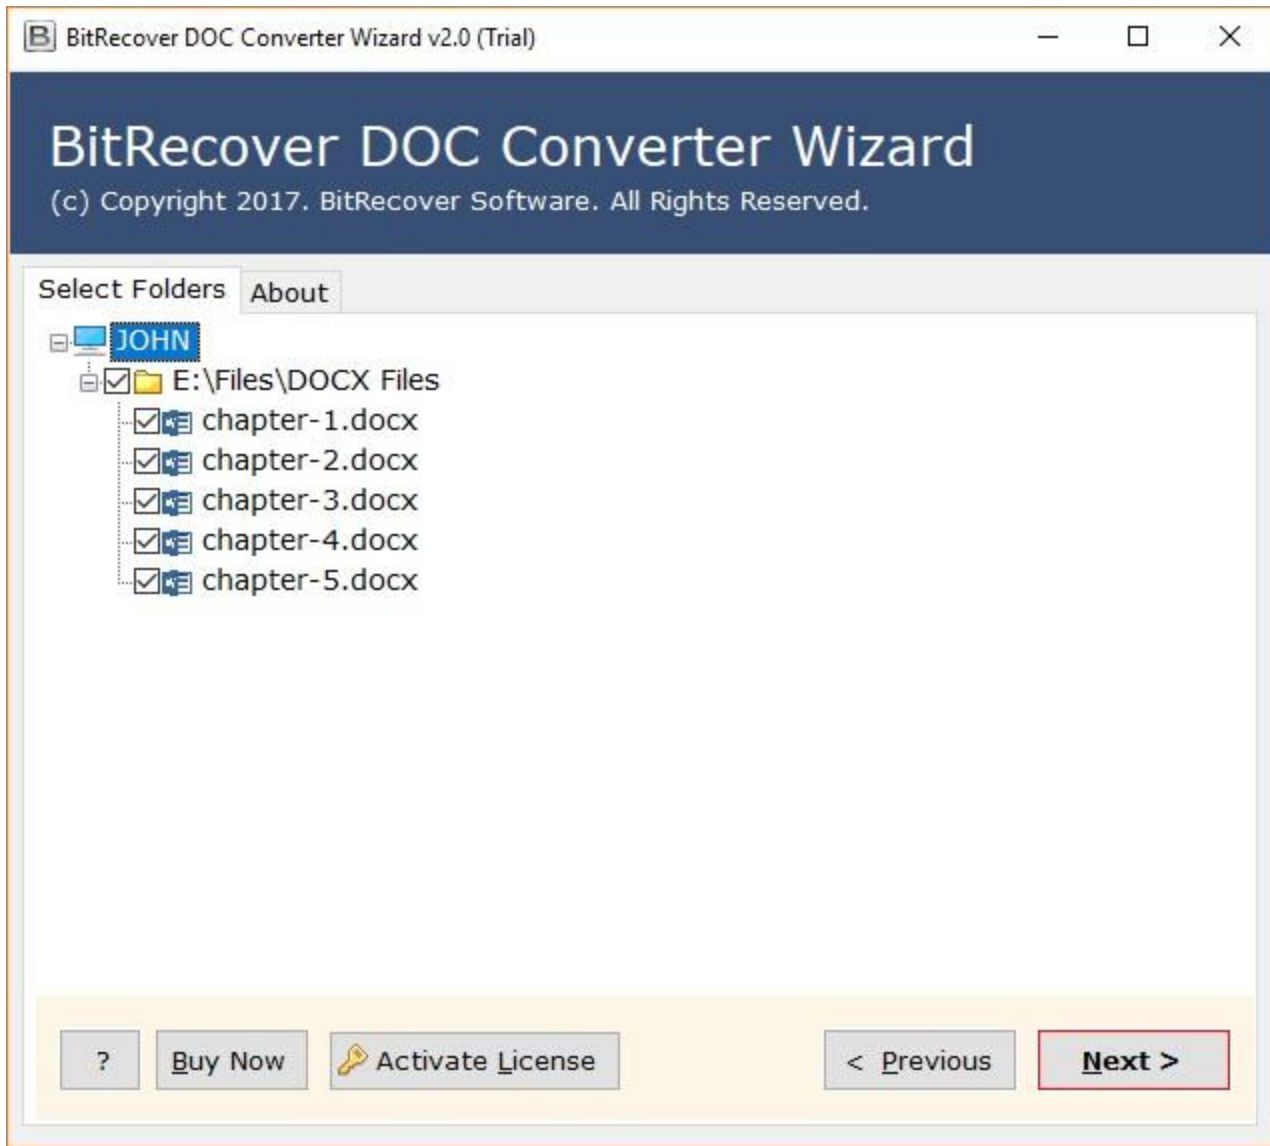 BitRecover DOC Converter Wizard v2.0 (Trial)
BitRecover DOC Converter Wizard
(c) Copyright 2017. BitRecover Software. All Rights Reserved.
Select Folders About
JOHN
E:\Files\DOCX Files
chapter-1.docx
chapter-2.docx
chapter-3.docx
chapter-4.docx
chapter-5.docx
? Buy Now Activate License < Previous Next >